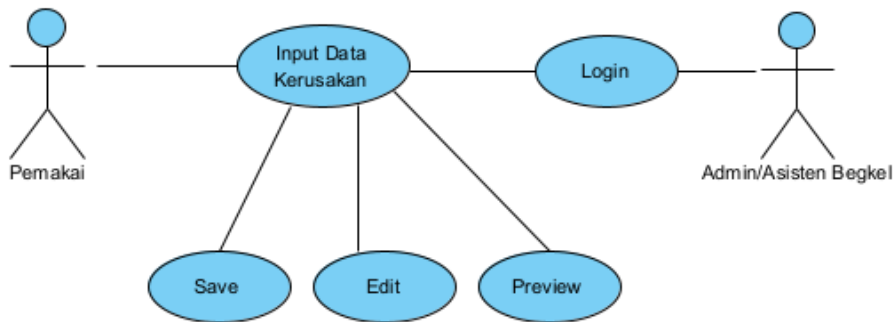 Input Data
Kerusakan
Login
Pemakai
Admin/Asisten Begkel
Save
Edit
Preview